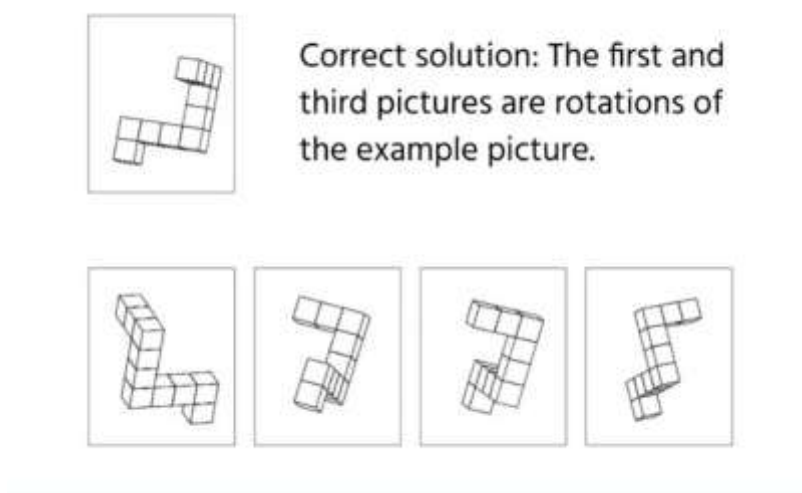 Correct solution: The first and
third pictures are rotations of
the example picture.